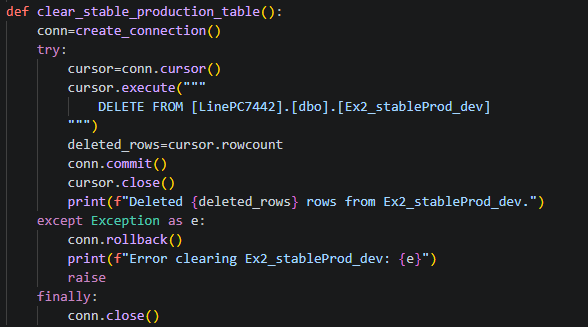 def clear_stable_production_table():
    conn=create_connection()
    try:
        cursor=conn.cursor()
        cursor.execute("""
            DELETE FROM [LinePC7442].[dbo].[Ex2_stableProd_dev]
        """)
        deleted_rows=cursor.rowcount
        conn.commit()
        cursor.close()
        print(f"Deleted {deleted_rows} rows from Ex2_stableProd_dev.")
    except Exception as e:
        conn.rollback()
        print(f"Error clearing Ex2_stableProd_dev: {e}")
        raise
    finally:
        conn.close()